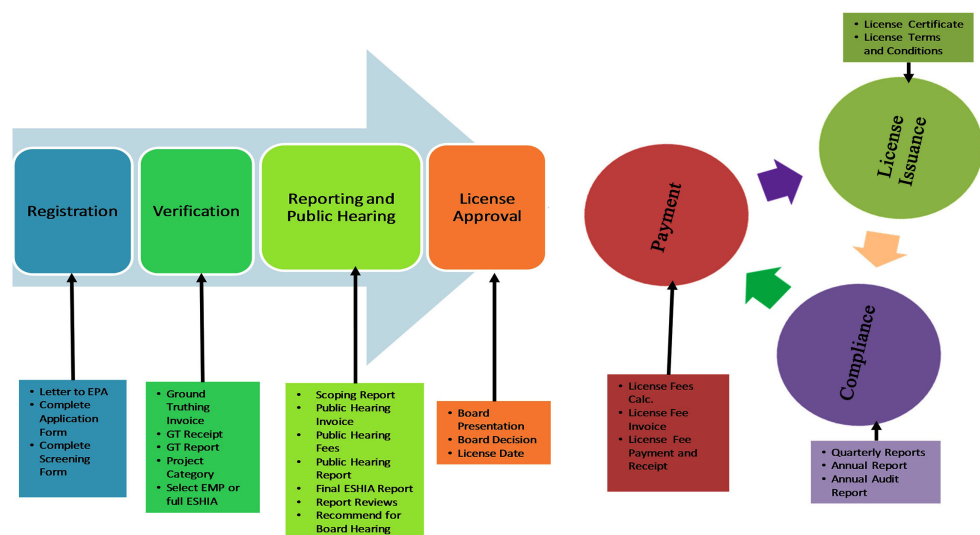 Registration
Verification
Reporting and
Public Hearing
License
Approval
• Letter to EPA
• Complete
Application
Form
• Complete
Screening
Form
• Ground
Truthing
Invoice
• GT Receipt
• GT Report
• Project
Category
• Select EMP or
full ESHIA
• Scoping Report
• Public Hearing
Invoice
• Public Hearing
Fees
• Public Hearing
Report
• Final ESHIA Report
• Report Reviews
• Recommend for
Board Hearing
• Board
Presentation
• Board Decision
• License Date
• License Certificate
• License Terms
and Conditions
License
Issuance
Payment
Compliance
• License Fees
Calc.
• License Fee
Invoice
• License Fee
Payment and
Receipt
• Quarterly Reports
• Annual Report
• Annual Audit
Report